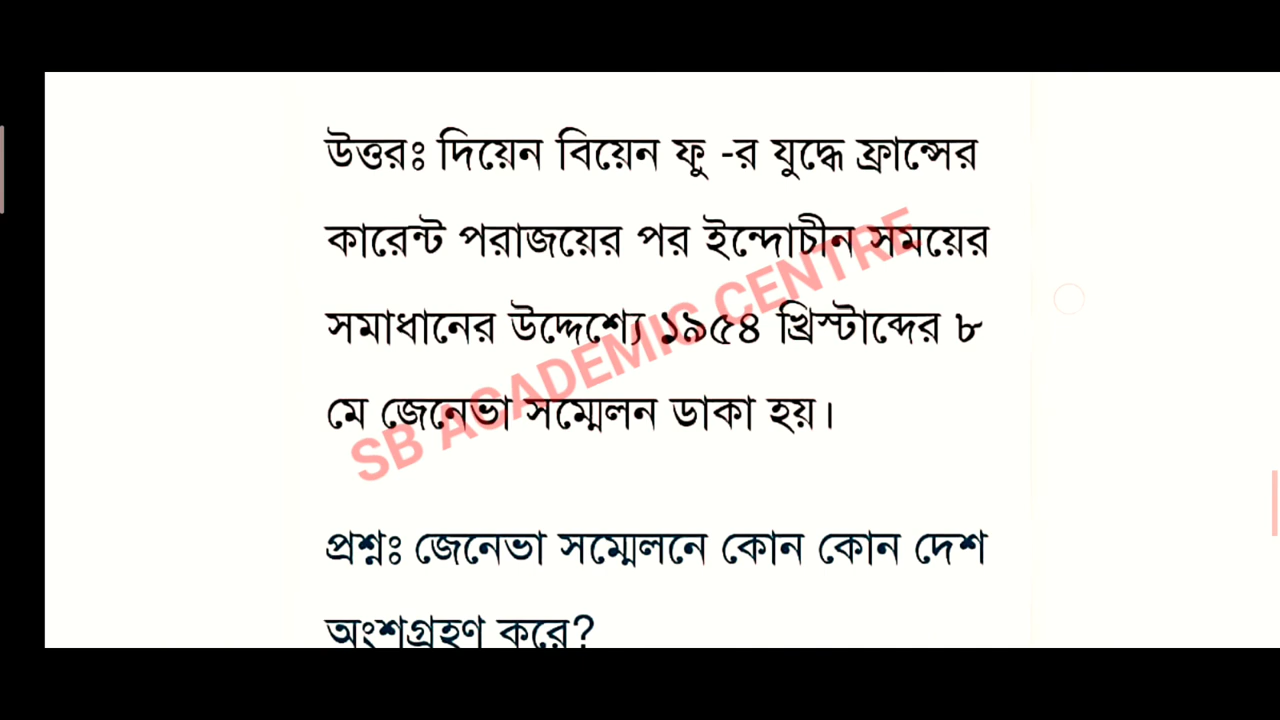 উত্তরঃ দিয়েন বিয়েন ফু -র যুদ্ধে ফ্রান্সের
কারেন্ট পরাজয়ের পর ইন্দোচীন সময়ের
সমাধানের উদ্দেশ্যে ১৯৫৪ খ্রিস্টাব্দের ৮
মে জেনেভা সম্মেলন ডাকা হয়।
SB ACADEMIC CENTRE
প্রশ্নঃ জেনেভা সম্মেলনে কোন কোন দেশ
অংশগ্রহণ করে?